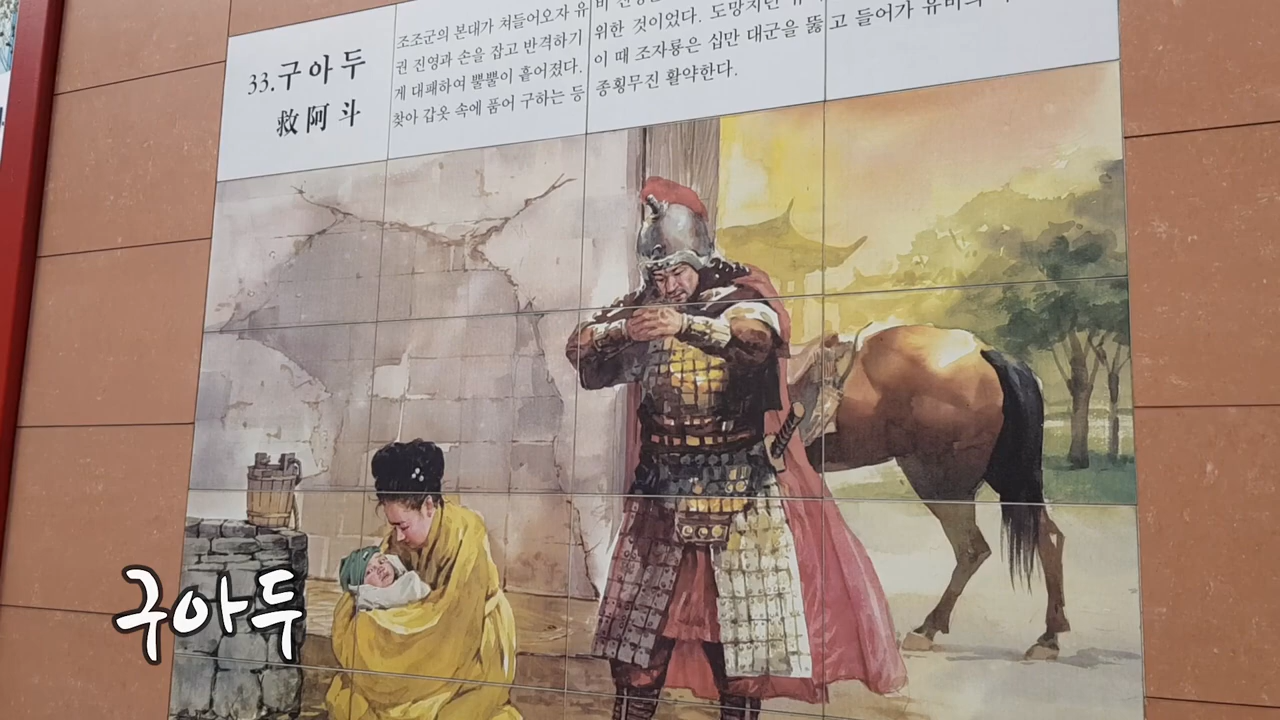 33.구아두
救阿斗
조조군의 본대가 쳐들어오자 유비
권 진영과 손을 잡고 반격하기 위한 것이었다. 도망치던
게 대패하여 뿔뿔이 흩어졌다. 이 때 조자룡은 십만 대군을 뚫고 들어가 유비의
찾아 갑옷 속에 품어 구하는 등 종횡무진 활약한다.
구아두